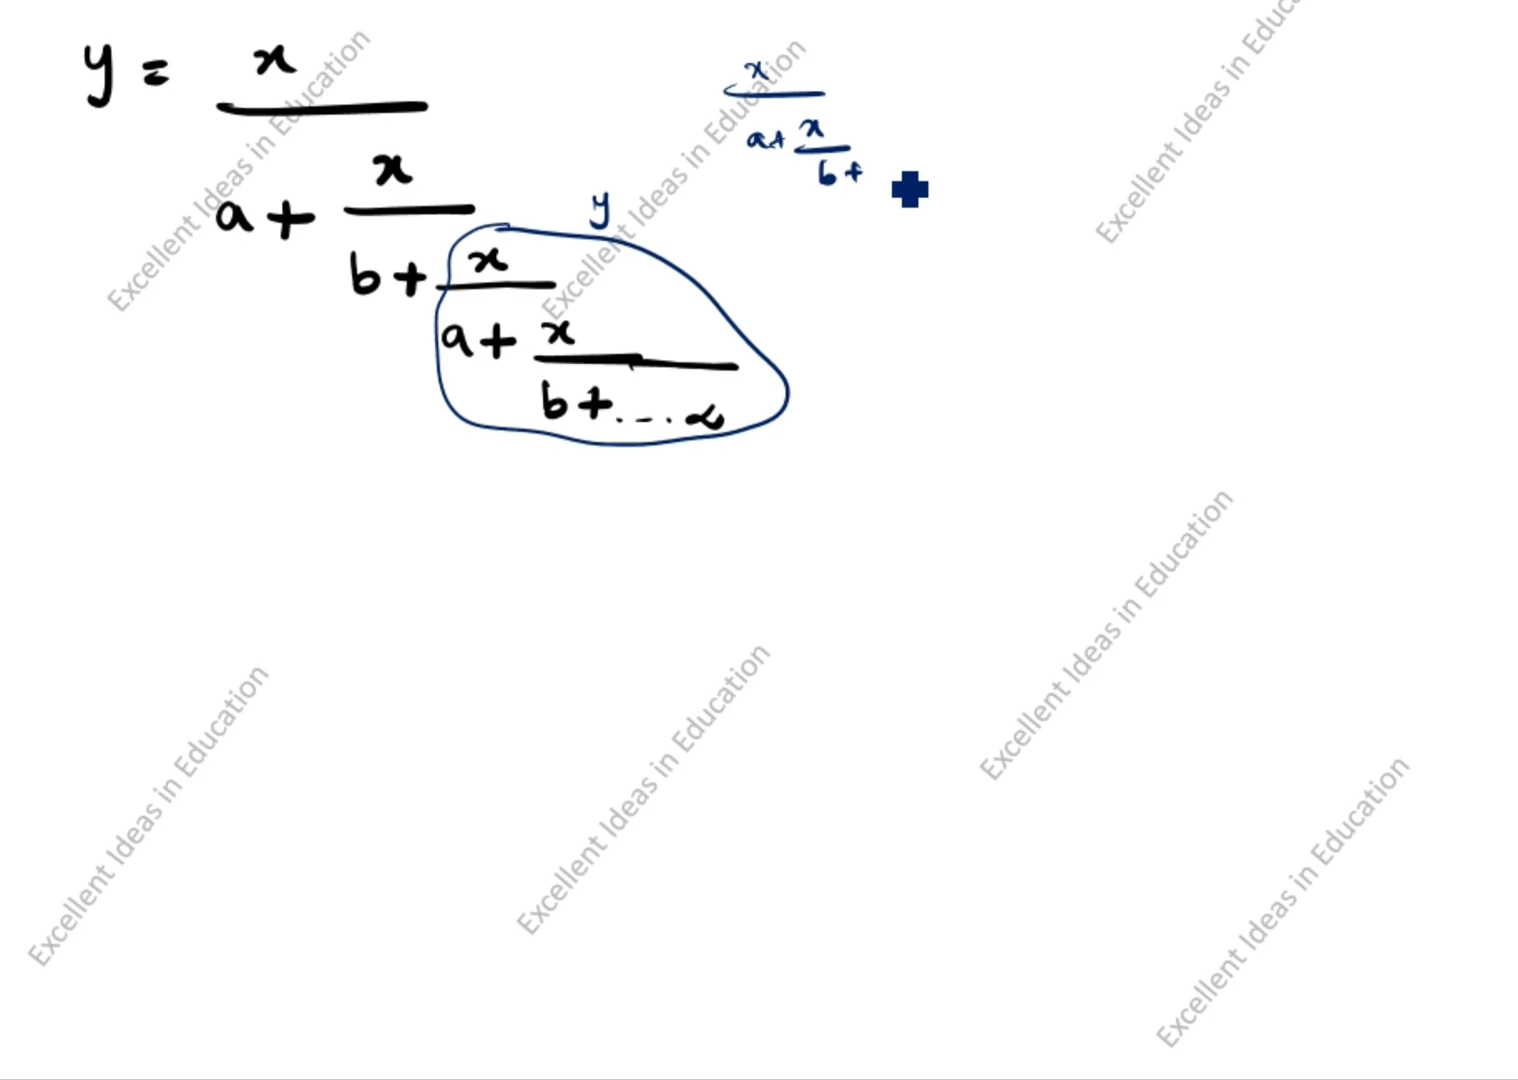 y = x
a + x
b + x
a + x
b + .... ∝
y
x
a + x
b +
Excellent Ideas in Education
Excellent Ideas in Education
Excellent Ideas in Education
Excellent Ideas in Education
Excellent Ideas in Education
Excellent Ideas in Education
Excellent Ideas in Education